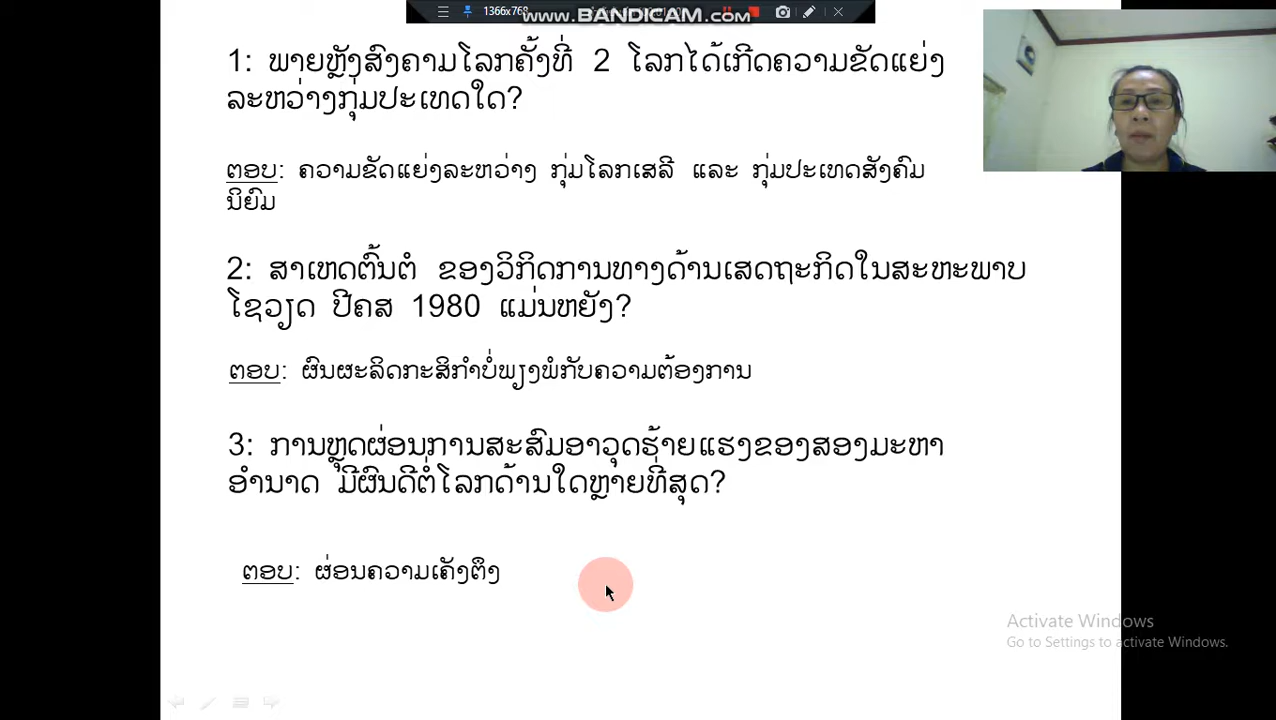 1366x768
www.BANDICAM.com
1: ພາຍຫຼັງສົງຄາມໂລກຄັ້ງທີ່ 2 ໂລກໄດ້ເກີດຄວາມຂັດແຍ່ງ
ລະຫວ່າງກຸ່ມປະເທດໃດ?
ຕອບ: ຄວາມຂັດແຍ່ງລະຫວ່າງ ກຸ່ມໂລກເສລີ ແລະ ກຸ່ມປະເທດສັງຄົມ
ນິຍົມ
2: ສາເຫດຕົ້ນຕໍ ຂອງວິກິດການທາງດ້ານເສດຖະກິດໃນສະຫະພາບ
ໂຊວຽດ ປີຄສ 1980 ແມ່ນຫຍັງ?
ຕອບ: ຜົນຜະລິດກະສິກຳບໍ່ພຽງພໍກັບຄວາມຕ້ອງການ
3: ການຫຼຸດຜ່ອນການສະສົມອາວຸດຮ້າຍແຮງຂອງສອງມະຫາ
ອຳນາດ ມີຜົນດີຕໍ່ໂລກດ້ານໃດຫຼາຍທີ່ສຸດ?
ຕອບ: ຜ່ອນຄວາມເຄັ່ງຕຶງ
Activate Windows
Go to Settings to activate Windows.